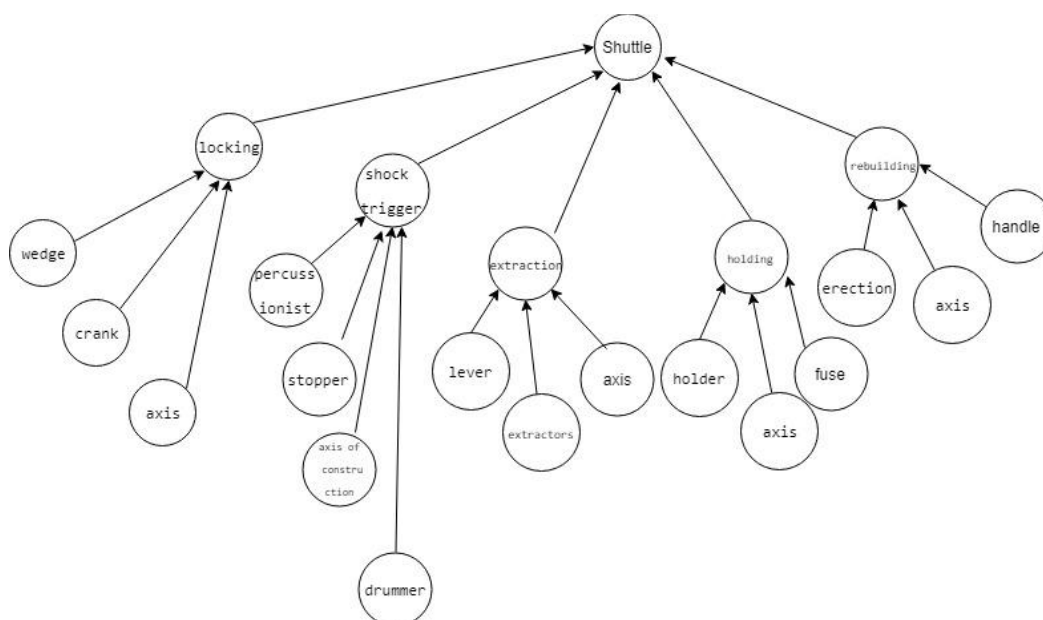 Shuttle
locking
shock
trigger
rebuilding
wedge
percuss
ionist
extraction
holding
handle
erection
axis
crank
stopper
lever
axis
holder
fuse
axis
extractors
axis
axis of
constru
ction
drummer